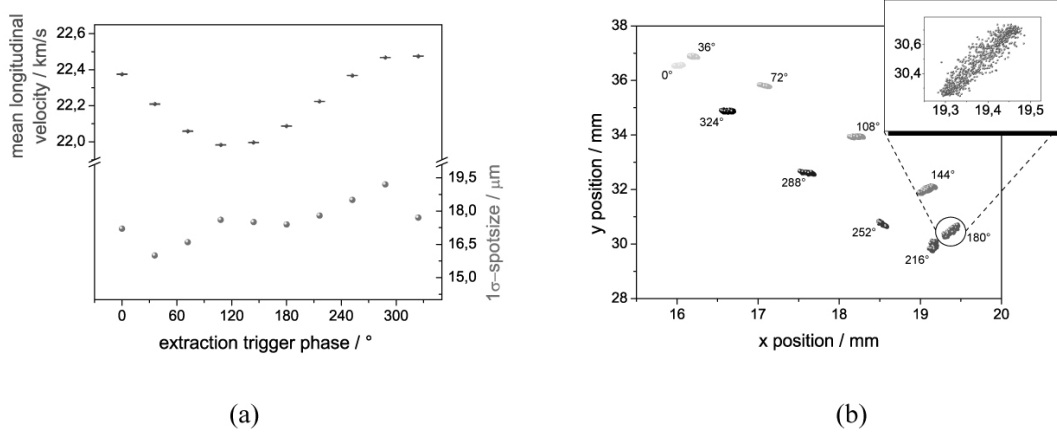 22,8
22,4
22,0
mean longitudinal
velocity / km/s
19,5
18,0
16,5
15,0
1σ–spotsize / μm
0 60 120 180 240 300
extraction trigger phase / °
(a)
38
36
34
32
30
28
y position / mm
0°
36°
72°
324°
108°
288°
144°
252°
180°
216°
30,6
30,4
19,3 19,4 19,5
16 17 18 19 20
x position / mm
(b)